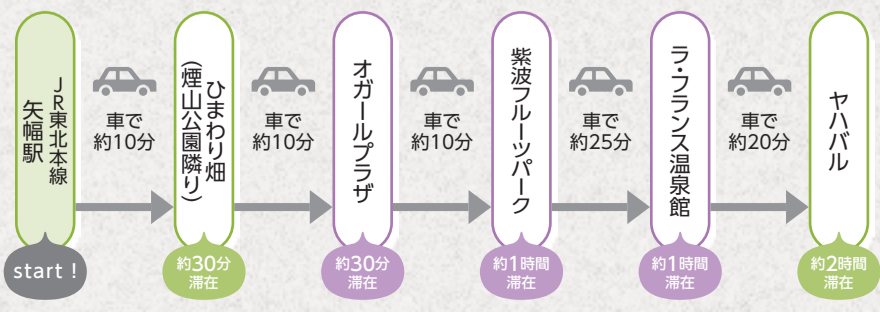 JR東北本線
矢幅駅
start！
車で
約10分
ひまわり畑
(煙山公園隣り)
約30分
滞在
車で
約10分
オガールプラザ
約30分
滞在
車で
約10分
紫波フルーツパーク
約1時間
滞在
車で
約25分
ラ・フランス温泉館
約1時間
滞在
車で
約20分
ヤハバル
約2時間
滞在